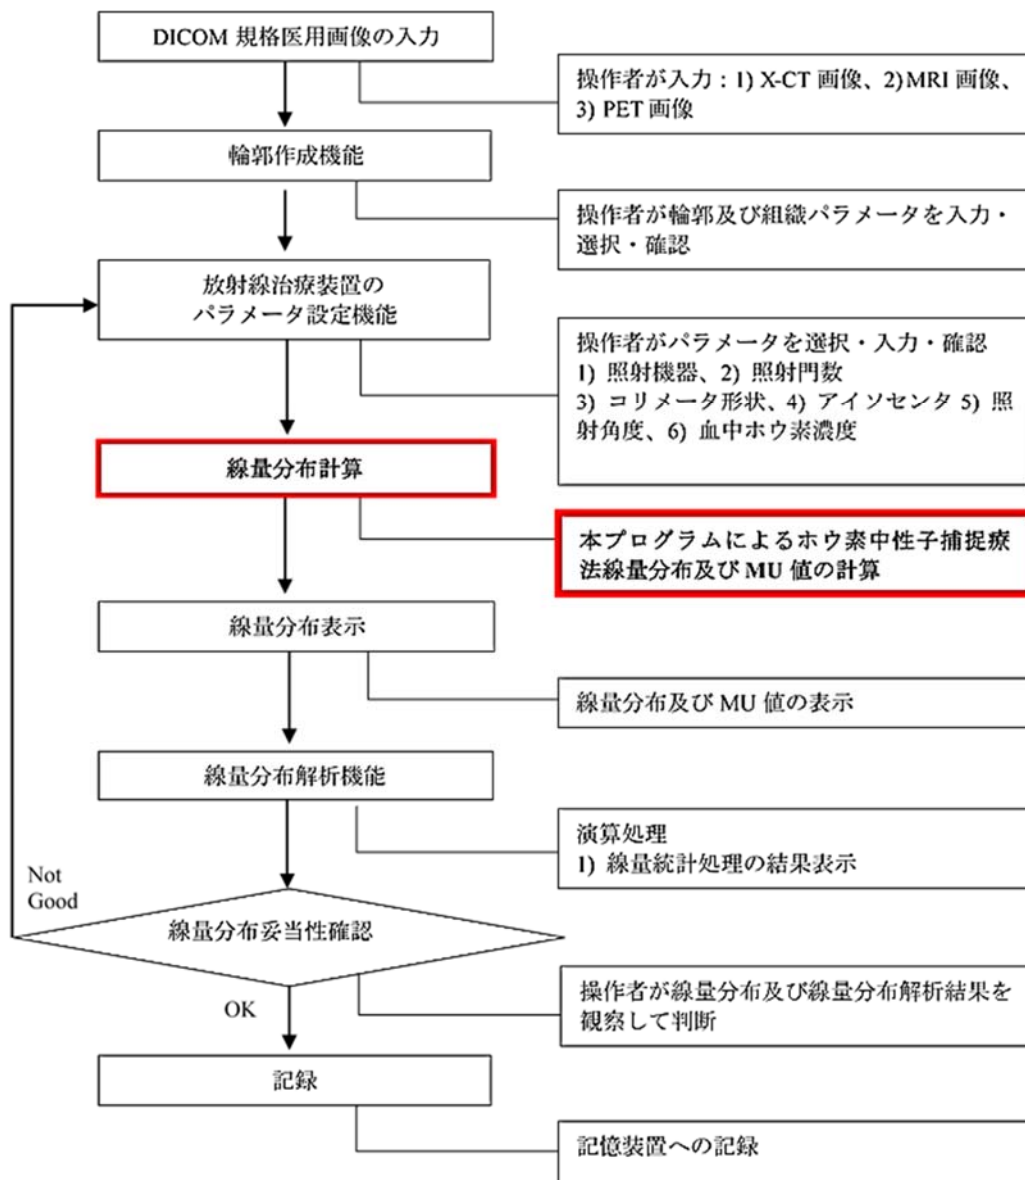 DICOM 規格医用画像の入力
操作者が入力：1) X-CT 画像、2)MRI 画像、
3) PET 画像
輪郭作成機能
操作者が輪郭及び組織パラメータを入力・
選択・確認
放射線治療装置の
パラメータ設定機能
操作者がパラメータを選択・入力・確認
1) 照射機器、2) 照射門数
3) コリメータ形状、4) アイソセンタ 5) 照
射角度、6) 血中ホウ素濃度
線量分布計算
本プログラムによるホウ素中性子捕捉療
法線量分布及び MU 値の計算
線量分布表示
線量分布及び MU 値の表示
線量分布解析機能
演算処理
1) 線量統計処理の結果表示
Not
Good
線量分布妥当性確認
操作者が線量分布及び線量分布解析結果を
観察して判断
OK
記録
記憶装置への記録